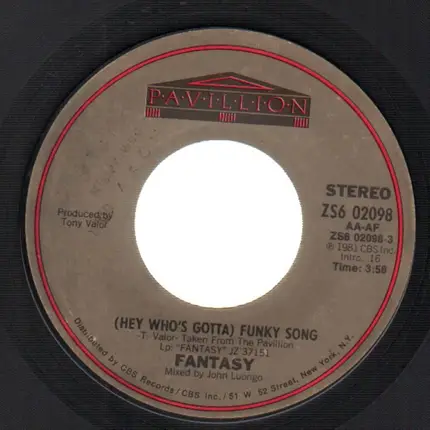 P·A·V·I·L·L·I·O·N
STEREO
ZS6 02098
AA-AF
ZS6 02098-3
℗ 1981 CBS Inc.
Intro. 16
Time: 3:58
Produced by
Tony Valor
(HEY WHO'S GOTTA) FUNKY SONG
-T. Valor- Taken From The Pavillion
Lp- "FANTASY" JZ 37151
FANTASY
Mixed by John Luongo
Distributed by CBS Records/CBS Inc./51 W 52 Street, New York, N.Y.